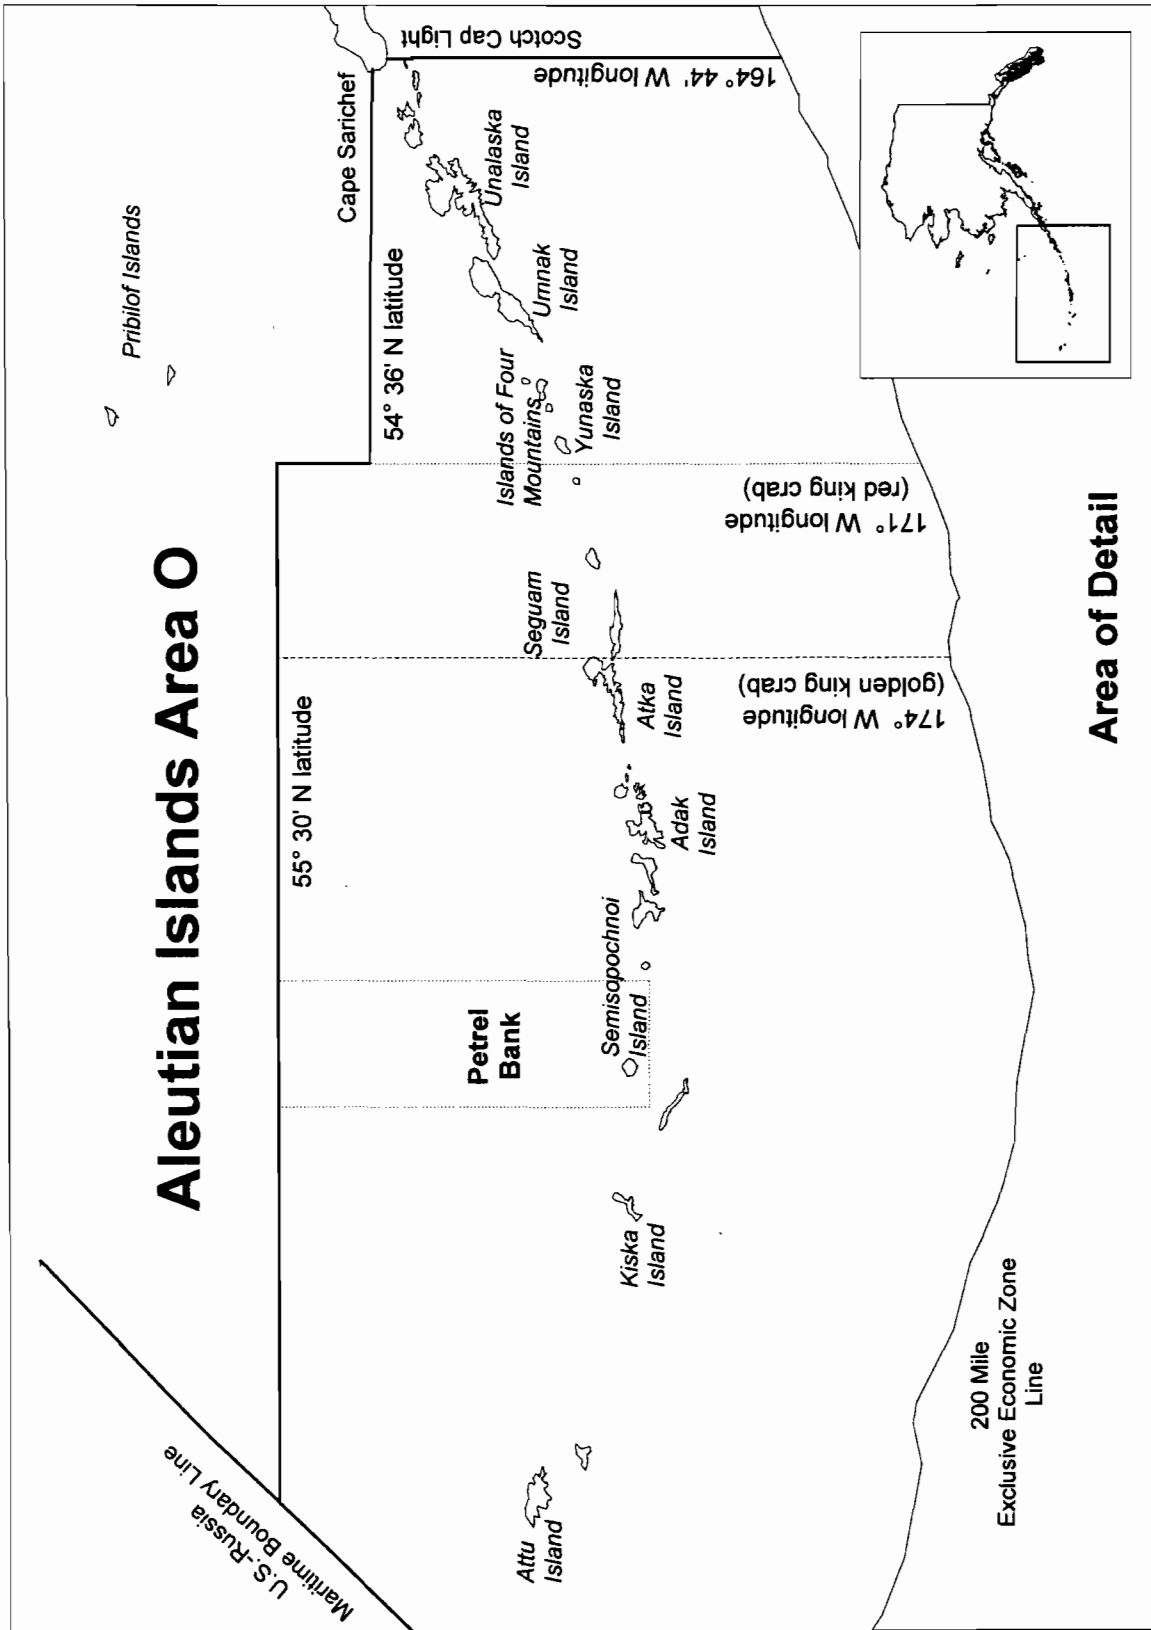 Aleutian Islands Area O
Pribilof Islands
U.S.-Russia
Maritime Boundary Line
55° 30' N latitude
54° 36' N latitude
Cape Sarichef
Scotch Cap Light
164° 44' W longitude
Attu
Island
Kiska
Island
Petrel
Bank
Semisopochnoi
Island
Adak
Island
Atka
Island
Seguam
Island
Islands of Four
Mountains
Yunaska
Island
Umnak
Island
Unalaska
Island
174° W longitude
(golden king crab)
171° W longitude
(red king crab)
200 Mile
Exclusive Economic Zone
Line
Area of Detail